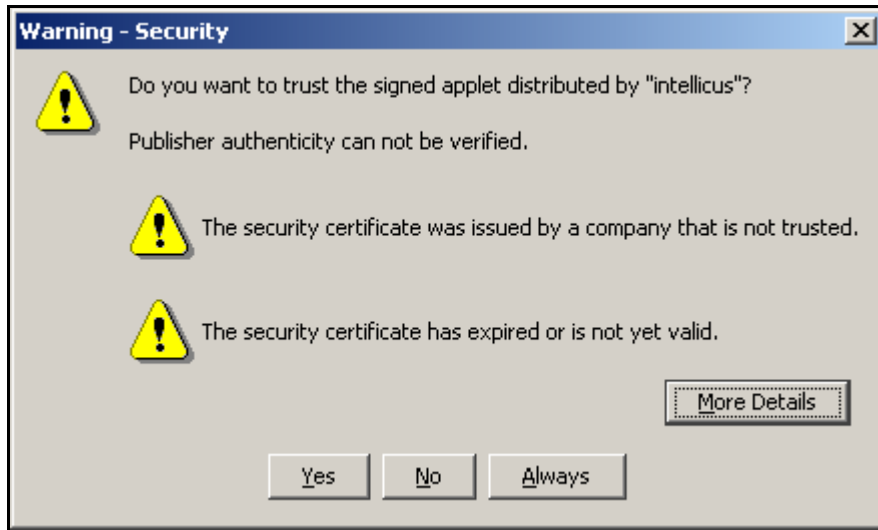 Warning - Security
Do you want to trust the signed applet distributed by "intellicus"?
Publisher authenticity can not be verified.
The security certificate was issued by a company that is not trusted.
The security certificate has expired or is not yet valid.
More Details
Yes No Always